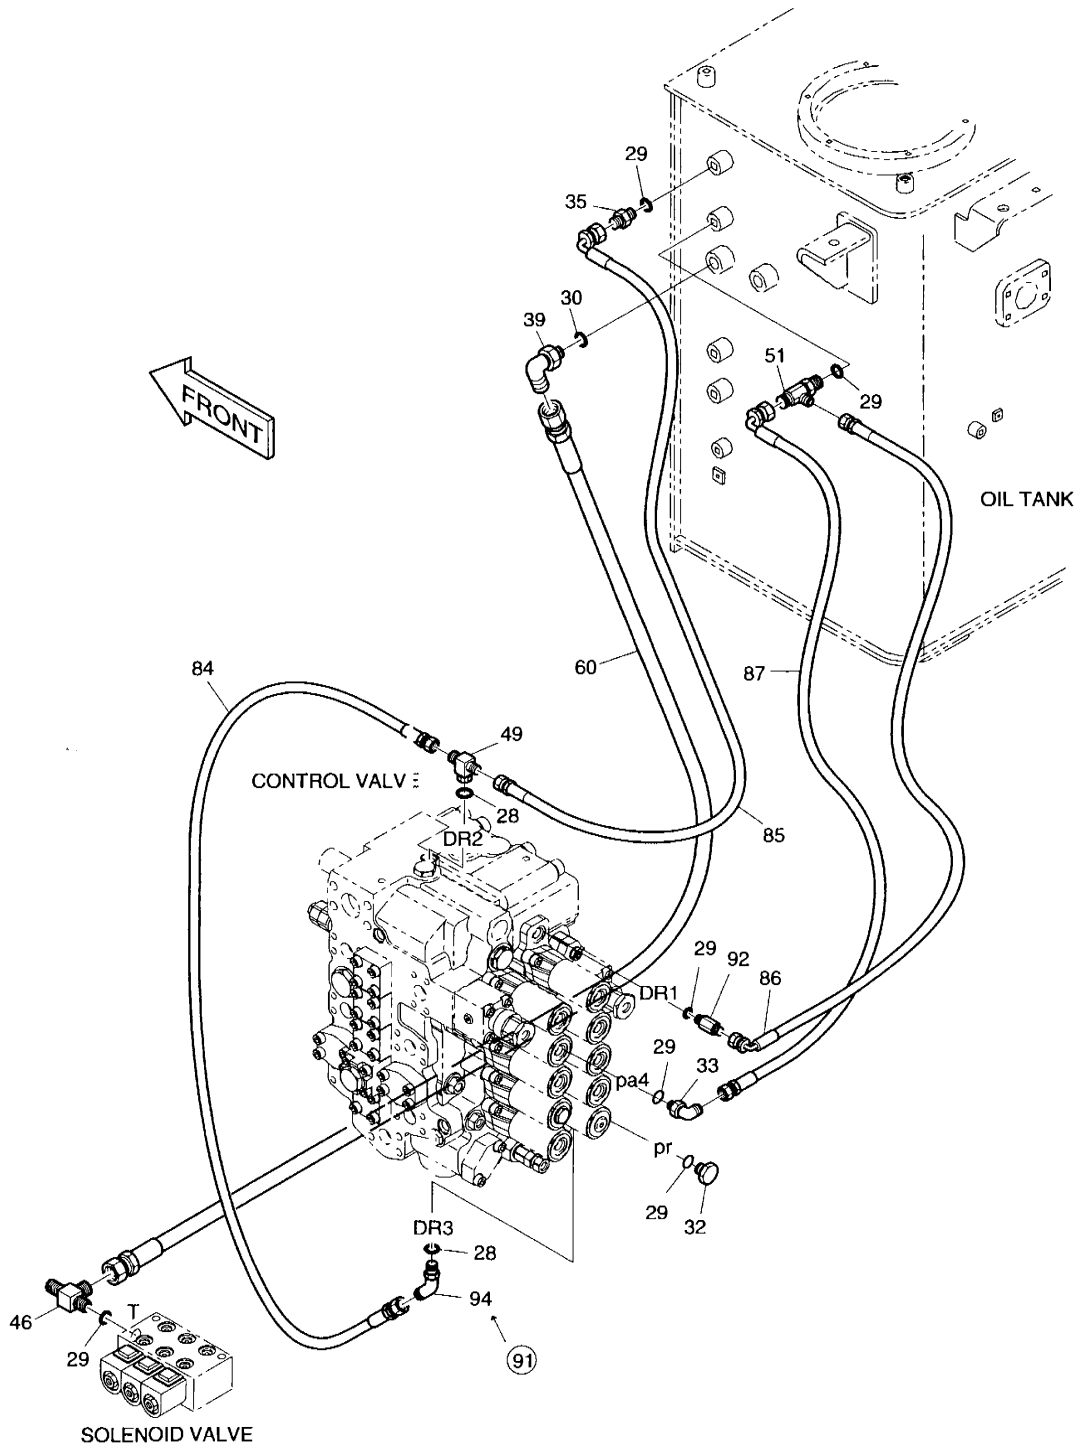 29
35
30
39
FRONT
51
29
OIL TANK
60
87
84
49
CONTROL VALVE
28
DR2
85
29
92
DR1
86
29
33
pa4
pr
29
32
DR3
28
94
46
T
29
91
SOLENOID VALVE